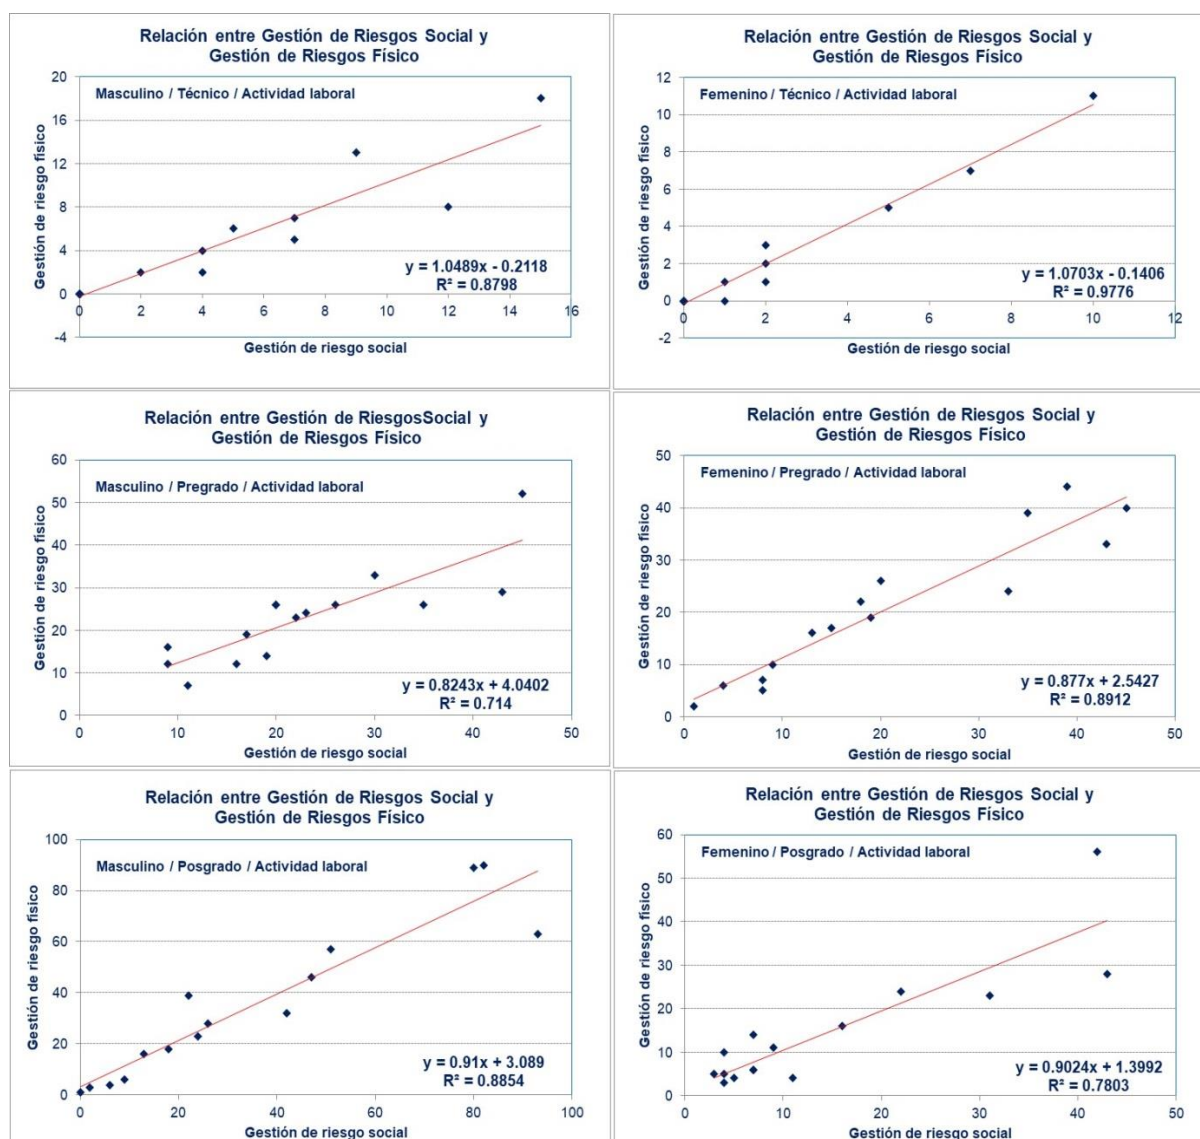 Relación entre Gestión de Riesgos Social y
Gestión de Riesgos Físico
Masculino / Técnico / Actividad laboral
Gestión de riesgo físico
20
16
12
8
4
0
-4
0 2 4 6 8 10 12 14 16
y = 1.0489x - 0.2118
R² = 0.8798
Gestión de riesgo social
Relación entre Gestión de Riesgos Social y
Gestión de Riesgos Físico
Femenino / Técnico / Actividad laboral
Gestión de riesgo físico
12
10
8
6
4
2
0
-2
0 2 4 6 8 10 12
y = 1.0703x - 0.1406
R² = 0.9776
Gestión de riesgo social
Relación entre Gestión de RiesgosSocial y
Gestión de Riesgos Físico
Masculino / Pregrado / Actividad laboral
Gestión de riesgo físico
60
50
40
30
20
10
0
0 10 20 30 40 50
y = 0.8243x + 4.0402
R² = 0.714
Gestión de riesgo social
Relación entre Gestión de Riesgos Social y
Gestión de Riesgos Físico
Femenino / Pregrado / Actividad laboral
Gestión de riesgo físico
50
40
30
20
10
0
0 10 20 30 40 50
y = 0.877x + 2.5427
R² = 0.8912
Gestión de riesgo social
Relación entre Gestión de Riesgos Social y
Gestión de Riesgos Físico
Masculino / Posgrado / Actividad laboral
Gestión de riesgo físico
100
80
60
40
20
0
0 20 40 60 80 100
y = 0.91x + 3.089
R² = 0.8854
Gestión de riesgo social
Relación entre Gestión de Riesgos Social y
Gestión de Riesgos Físico
Femenino / Posgrado / Actividad laboral
Gestión de riesgo físico
60
50
40
30
20
10
0
0 10 20 30 40 50
y = 0.9024x + 1.3992
R² = 0.7803
Gestión de riesgo social